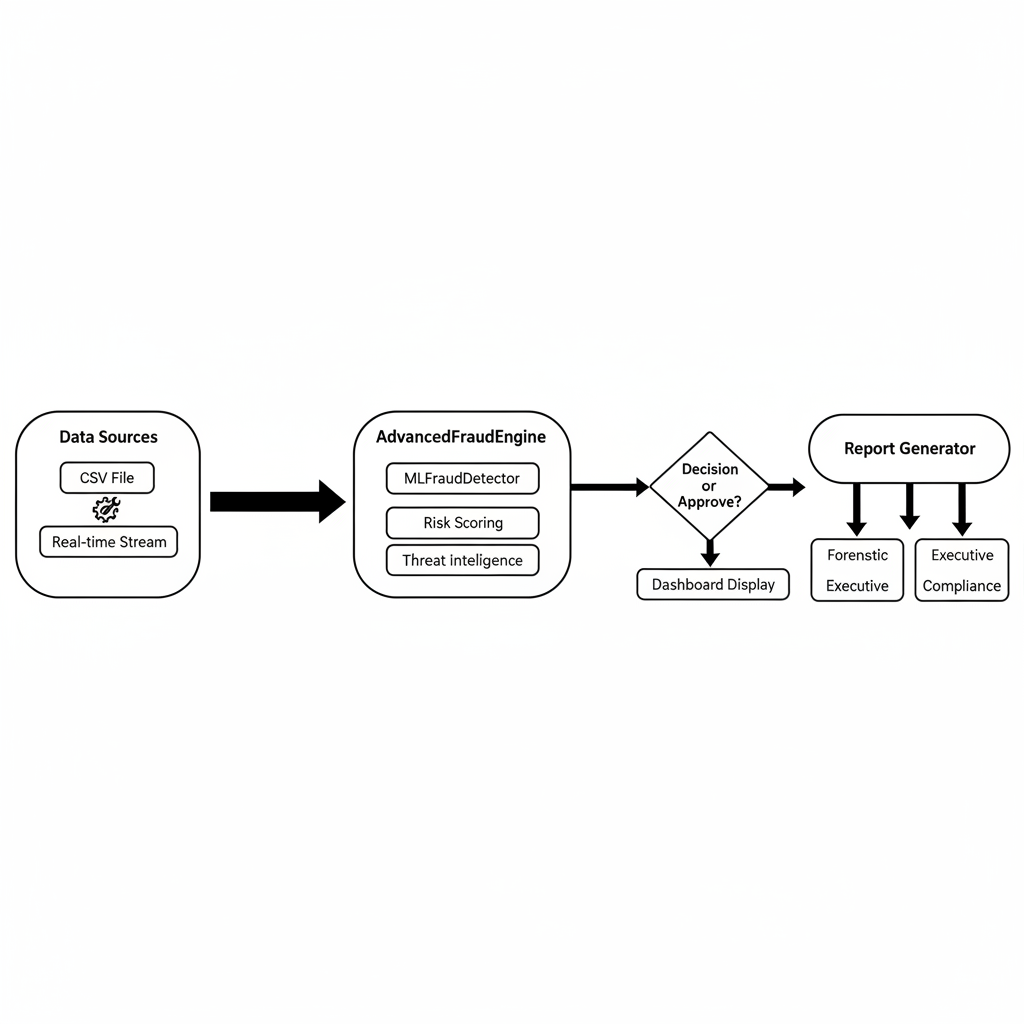 Data Sources
CSV File
Real-time Stream
AdvancedFraudEngine
MLFraudDetector
Risk Scoring
Threat inteligence
Decision
or
Approve?
Dashboard Display
Report Generator
Forenstic
Executive
Executive
Compliance